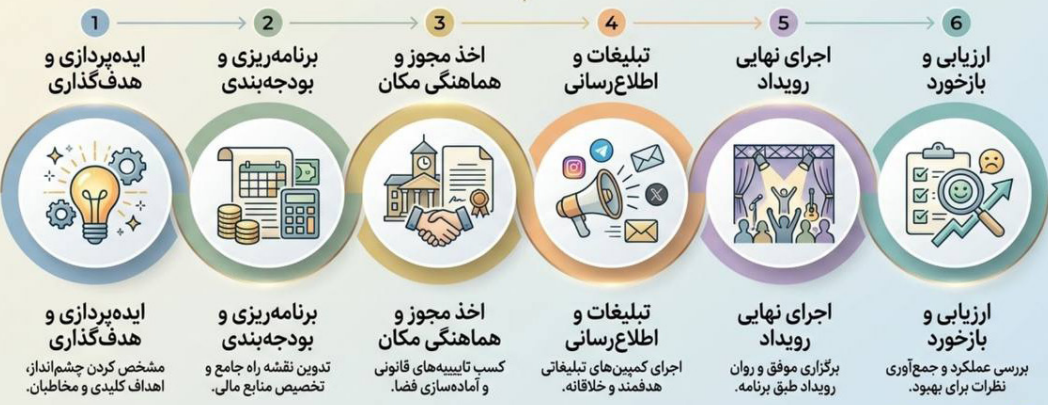 1
ایده‌پردازی و
هدف‌گذاری
2
برنامه‌ریزی و
بودجه‌بندی
3
اخذ مجوز و
هماهنگی مکان
4
تبلیغات و
اطلاع‌رسانی
5
اجرای نهایی
رویداد
6
ارزیابی و
بازخورد
X
ایده‌پردازی و
هدف‌گذاری
مشخص کردن چشم‌انداز،
اهداف کلیدی و مخاطبان.
برنامه‌ریزی و
بودجه‌بندی
تدوین نقشه راه جامع و
تخصیص منابع مالی.
اخذ مجوز و
هماهنگی مکان
کسب تاییییه‌های قانونی
و آماده‌سازی فضا.
تبلیغات و
اطلاع‌رسانی
اجرای کمپین‌های تبلیغاتی
هدفمند و خلاقانه.
اجرای نهایی
رویداد
برگزاری موفق و روان
رویداد طبق برنامه.
ارزیابی و
بازخورد
بررسی عملکرد و جمع‌آوری
نظرات برای بهبود.